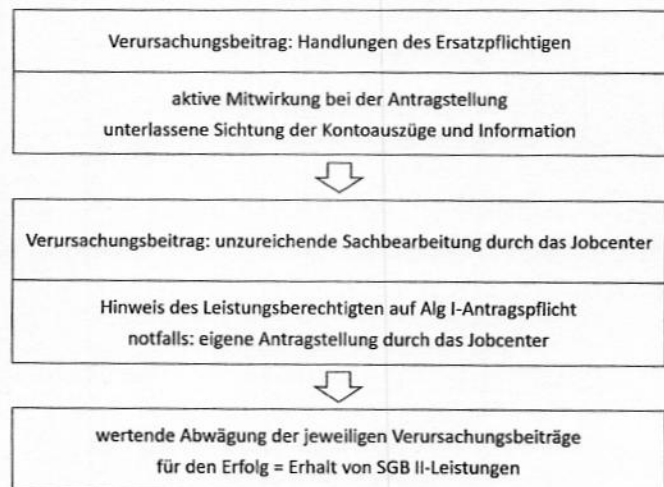 Verursachungsbeitrag: Handlungen des Ersatzpflichtigen
aktive Mitwirkung bei der Antragstellung
unterlassene Sichtung der Kontoauszüge und Information
Verursachungsbeitrag: unzureichende Sachbearbeitung durch das Jobcenter
Hinweis des Leistungsberechtigten auf Alg I-Antragspflicht
notfalls: eigene Antragstellung durch das Jobcenter
wertende Abwägung der jeweiligen Verursachungsbeiträge
für den Erfolg = Erhalt von SGB II-Leistungen